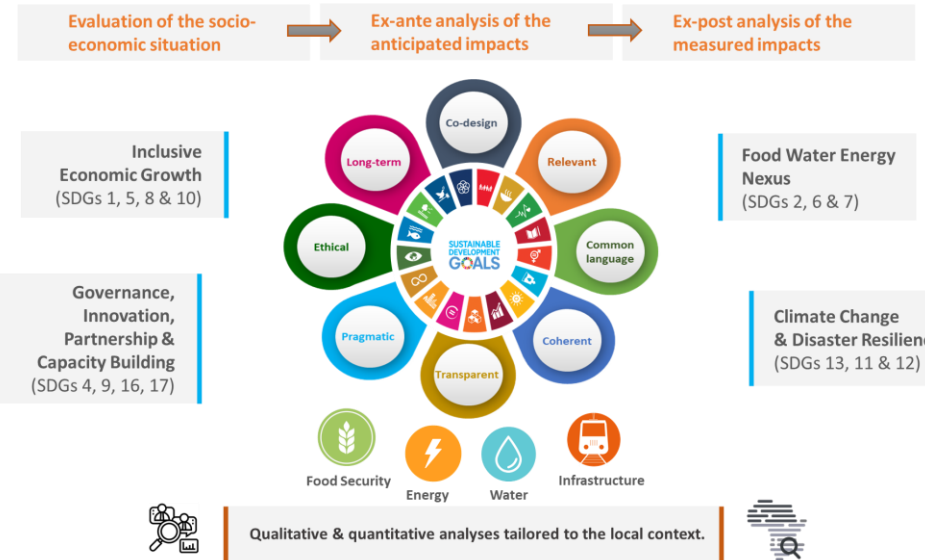 Evaluation of the socio-
economic situation
Ex-ante analysis of the
anticipated impacts
Ex-post analysis of the
measured impacts
Co-design
Long-term
Relevant
Inclusive
Economic Growth
(SDGs 1, 5, 8 & 10)
Food Water Energy
Nexus
(SDGs 2, 6 & 7)
Ethical
SUSTAINABLE
DEVELOPMENT
GOALS
Common
language
Governance,
Innovation,
Partnership &
Capacity Building
(SDGs 4, 9, 16, 17)
Pragmatic
Coherent
Climate Change
& Disaster Resilienc
(SDGs 13, 11 & 12)
Transparent
Food Security
Energy
Water
Infrastructure
Qualitative & quantitative analyses tailored to the local context.